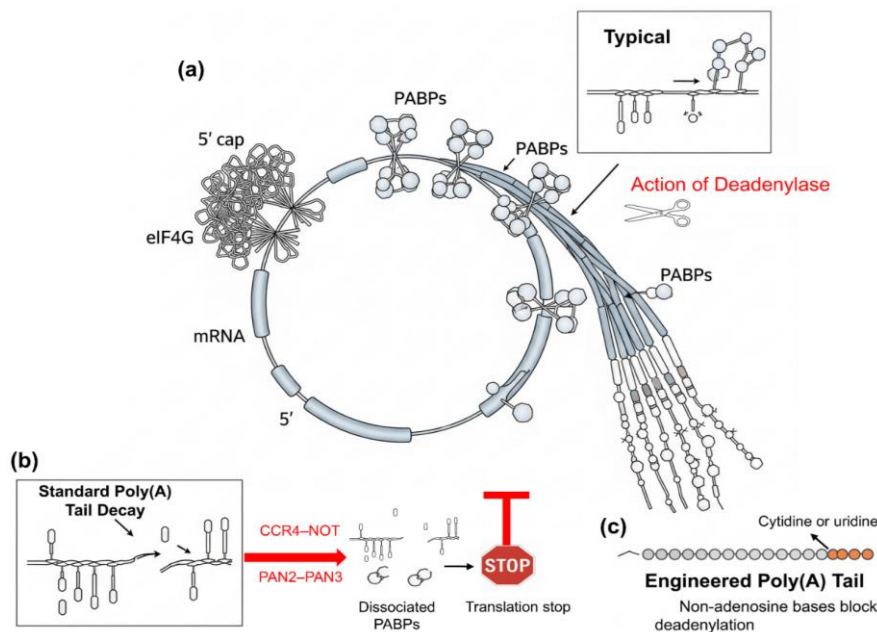 (a)
Typical
PABPs
PABPs
5′ cap
Action of Deadenylase
eIF4G
PABPs
mRNA
5′
(b)
Standard Poly(A)
Tail Decay
CCR4–NOT
PAN2–PAN3
Dissociated
PABPs
STOP
Translation stop
(c)
Cytidine or uridine
Engineered Poly(A) Tail
Non-adenosine bases block
deadenylation